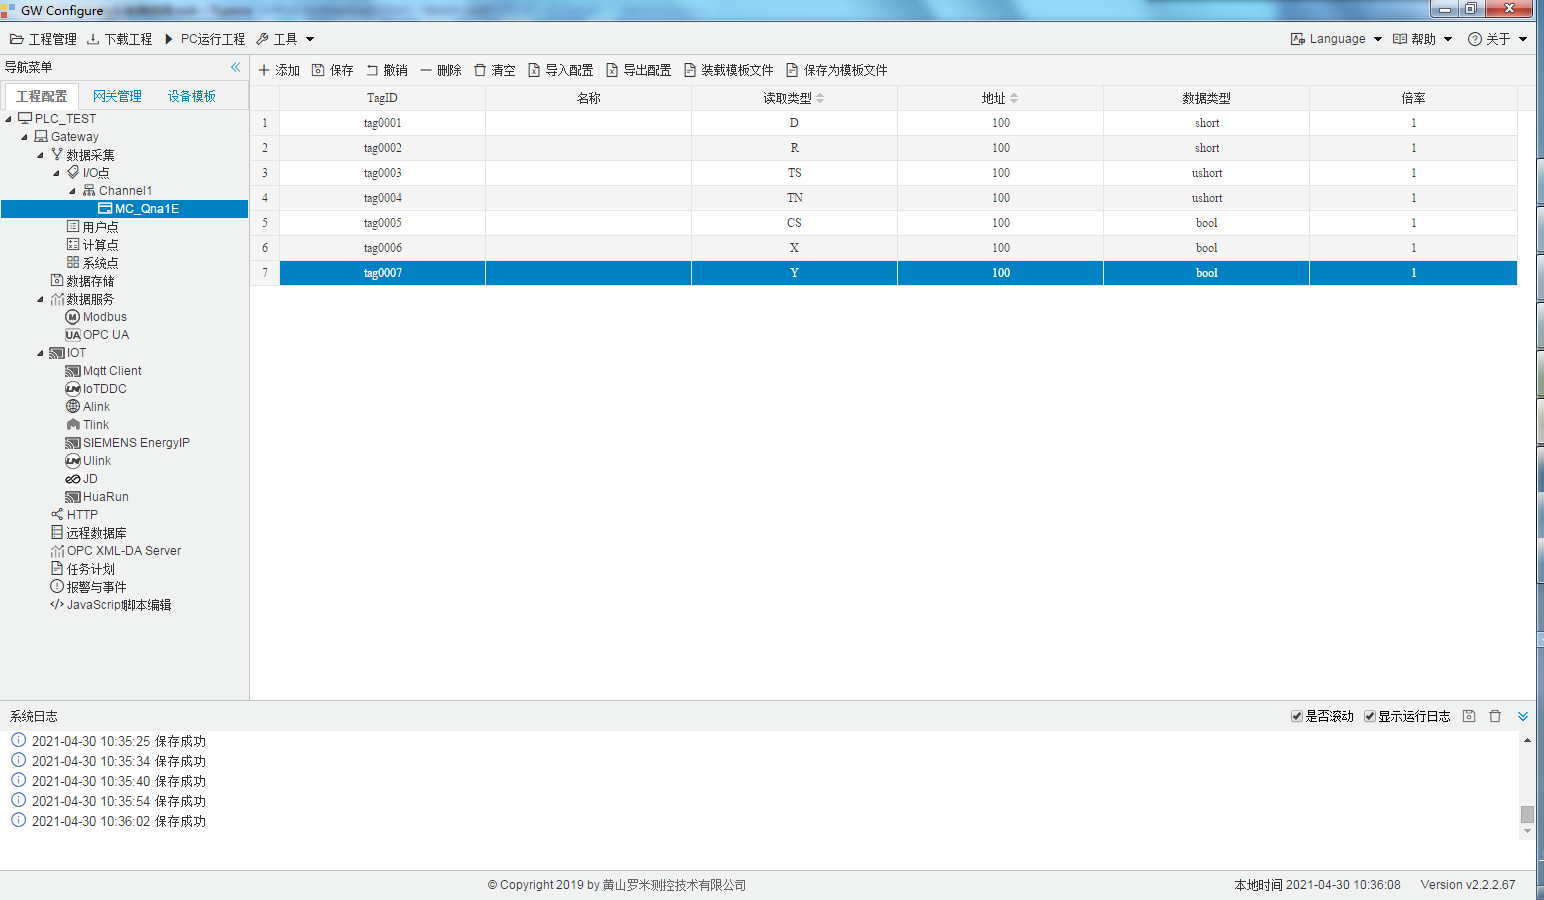 GW Configure
工程管理 下载工程 PC运行工程 工具 Language 帮助 关于
导航菜单
工程配置 网关管理 设备模板
PLC_TEST
Gateway
数据采集
I/O点
Channel1
MC_Qna1E
用户点
计算点
系统点
数据存储
数据服务
Modbus
OPC UA
IOT
Mqtt Client
IoTDDC
Alink
Tlink
SIEMENS EnergyIP
Ulink
JD
HuaRun
HTTP
远程数据库
OPC XML-DA Server
任务计划
报警与事件
JavaScript脚本编辑
添加 保存 撤销 删除 清空 导入配置 导出配置 装载模板文件 保存为模板文件
TagID 名称 读取类型 地址 数据类型 倍率
1 tag0001 D 100 short 1
2 tag0002 R 100 short 1
3 tag0003 TS 100 ushort 1
4 tag0004 TN 100 ushort 1
5 tag0005 CS 100 bool 1
6 tag0006 X 100 bool 1
7 tag0007 Y 100 bool 1
系统日志 是否滚动 显示运行日志
2021-04-30 10:35:25 保存成功
2021-04-30 10:35:34 保存成功
2021-04-30 10:35:40 保存成功
2021-04-30 10:35:54 保存成功
2021-04-30 10:36:02 保存成功
© Copyright 2019 by 黄山罗米测控技术有限公司 本地时间 2021-04-30 10:36:08 Version v2.2.2.67